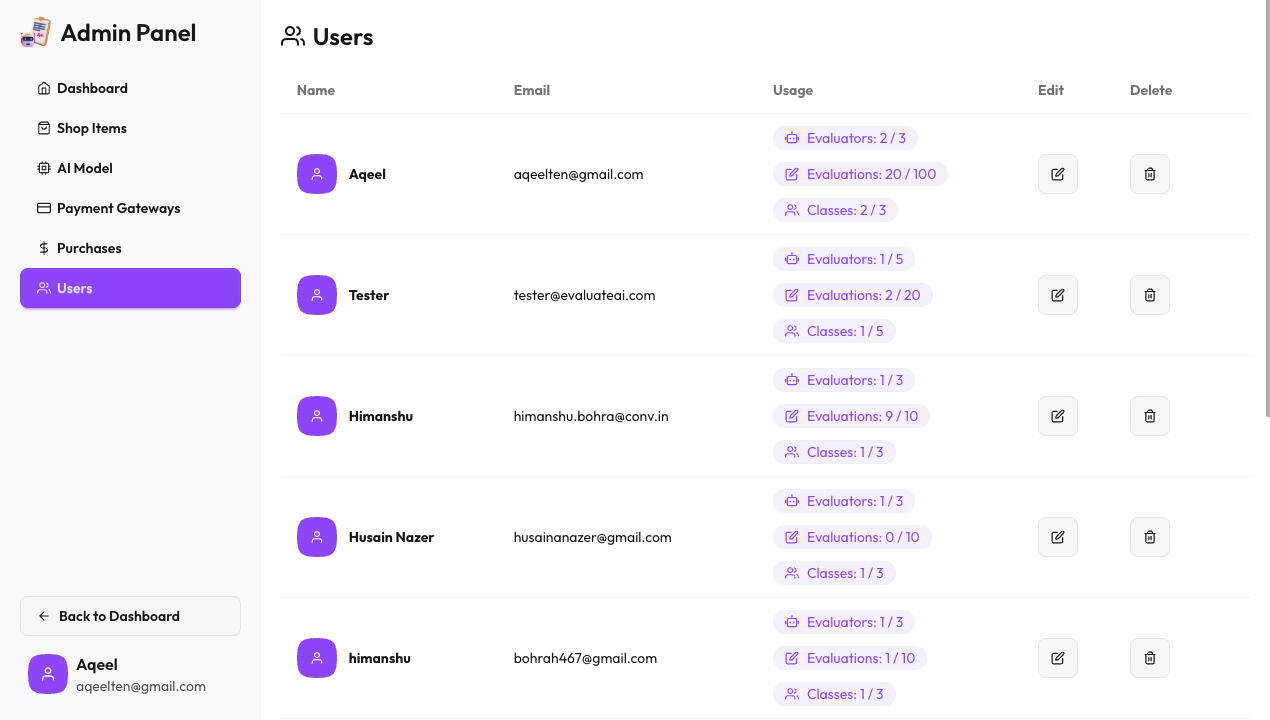 Admin Panel
Dashboard
Shop Items
AI Model
Payment Gateways
Purchases
Users
Back to Dashboard
Aqeel
aqeelten@gmail.com
Users
Name Email Usage Edit Delete
Evaluators: 2 / 3
Aqeel aqeelten@gmail.com Evaluations: 20 / 100
Classes: 2 / 3
Evaluators: 1 / 5
Tester tester@evaluateai.com Evaluations: 2 / 20
Classes: 1 / 5
Evaluators: 1 / 3
Himanshu himanshu.bohra@conv.in Evaluations: 9 / 10
Classes: 1 / 3
Evaluators: 1 / 3
Husain Nazer husainanazer@gmail.com Evaluations: 0 / 10
Classes: 1 / 3
Evaluators: 1 / 3
himanshu bohrah467@gmail.com Evaluations: 1 / 10
Classes: 1 / 3